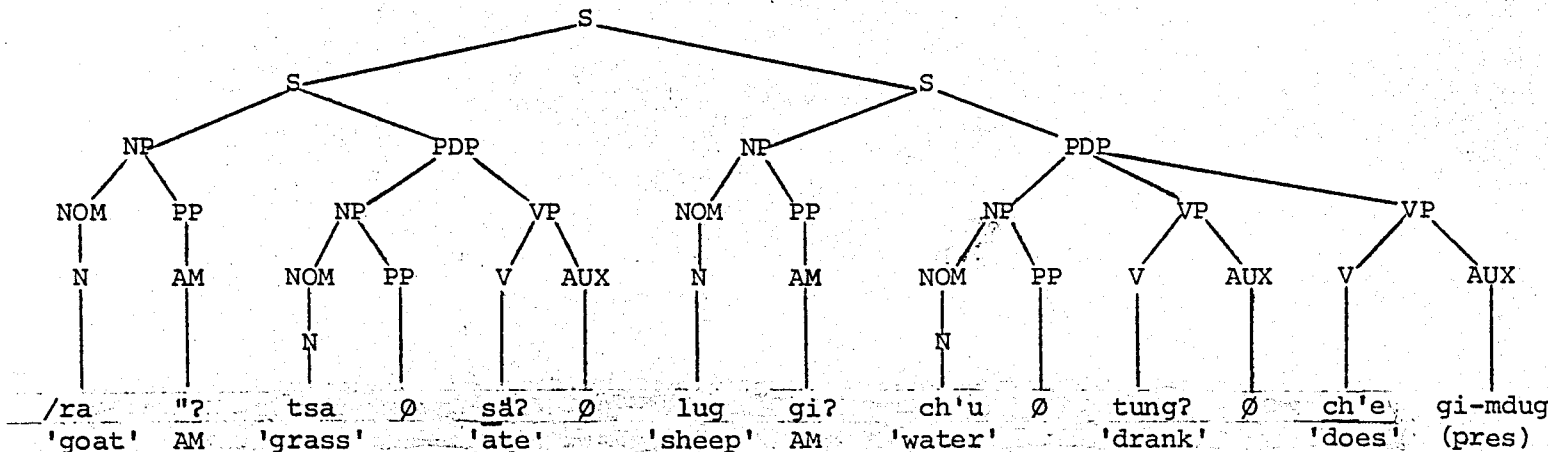 S
S S
NP PDP NP PDP
NOM PP NP VP NOM PP NP VP VP
N AM NOM PP V AUX N AM NOM PP V AUX V AUX
N N
/ra "? tsa Ø sä? Ø lug gi? ch'u Ø tung? Ø ch'e gi-mdug
'goat' AM 'grass' 'ate' 'sheep' AM 'water' 'drank' 'does' (pres)